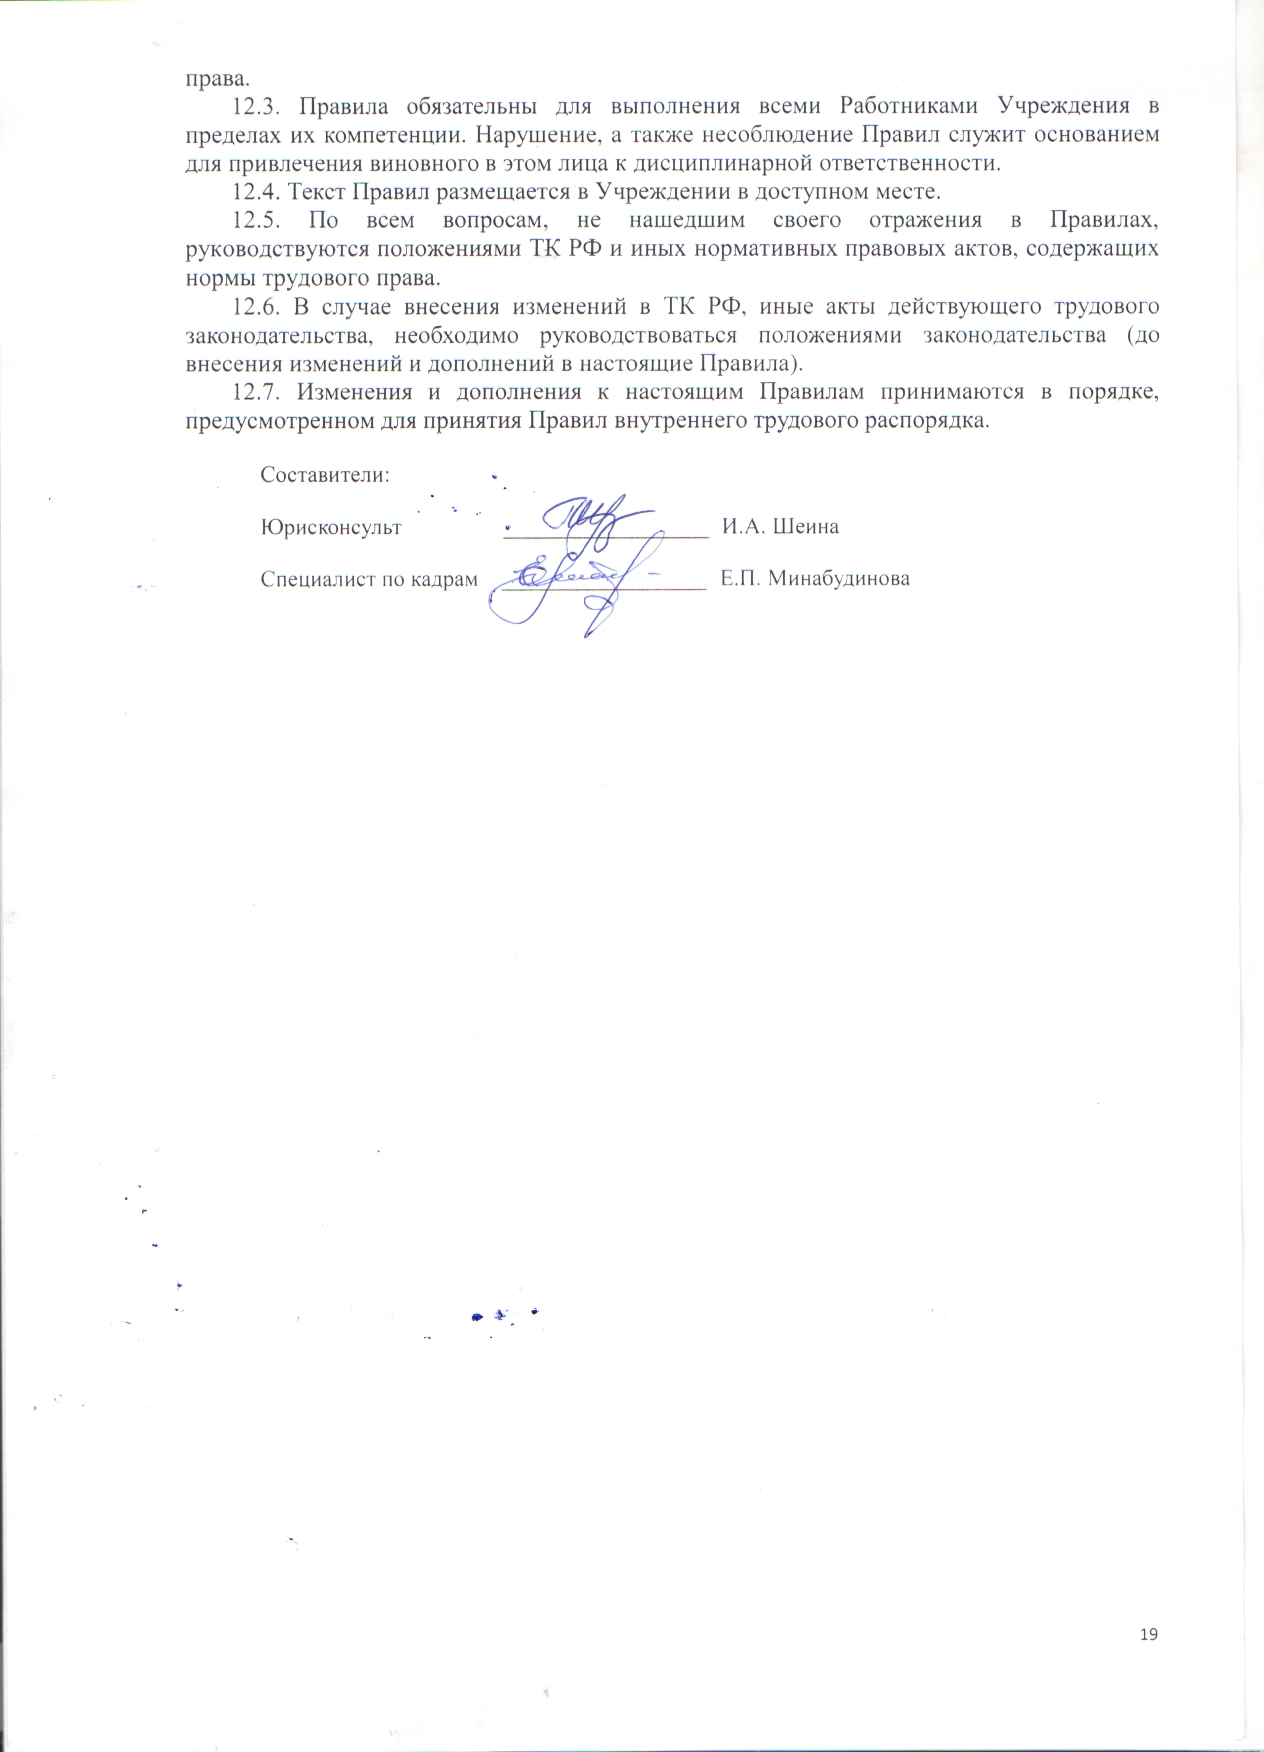 права.
12.3. Правила обязательны для выполнения всеми Работниками Учреждения в
пределах их компетенции. Нарушение, а также несоблюдение Правил служит основанием
для привлечения виновного в этом лица к дисциплинарной ответственности.
12.4. Текст Правил размещается в Учреждении в доступном месте.
12.5. По всем вопросам, не нашедшим своего отражения в Правилах,
руководствуются положениями ТК РФ и иных нормативных правовых актов, содержащих
нормы трудового права.
12.6. В случае внесения изменений в ТК РФ, иные акты действующего трудового
законодательства, необходимо руководствоваться положениями законодательства (до
внесения изменений и дополнений в настоящие Правила).
12.7. Изменения и дополнения к настоящим Правилам принимаются в порядке,
предусмотренном для принятия Правил внутреннего трудового распорядка.
Составители:
Юрисконсульт И.А. Шеина
Специалист по кадрам Е.П. Минабудинова
19